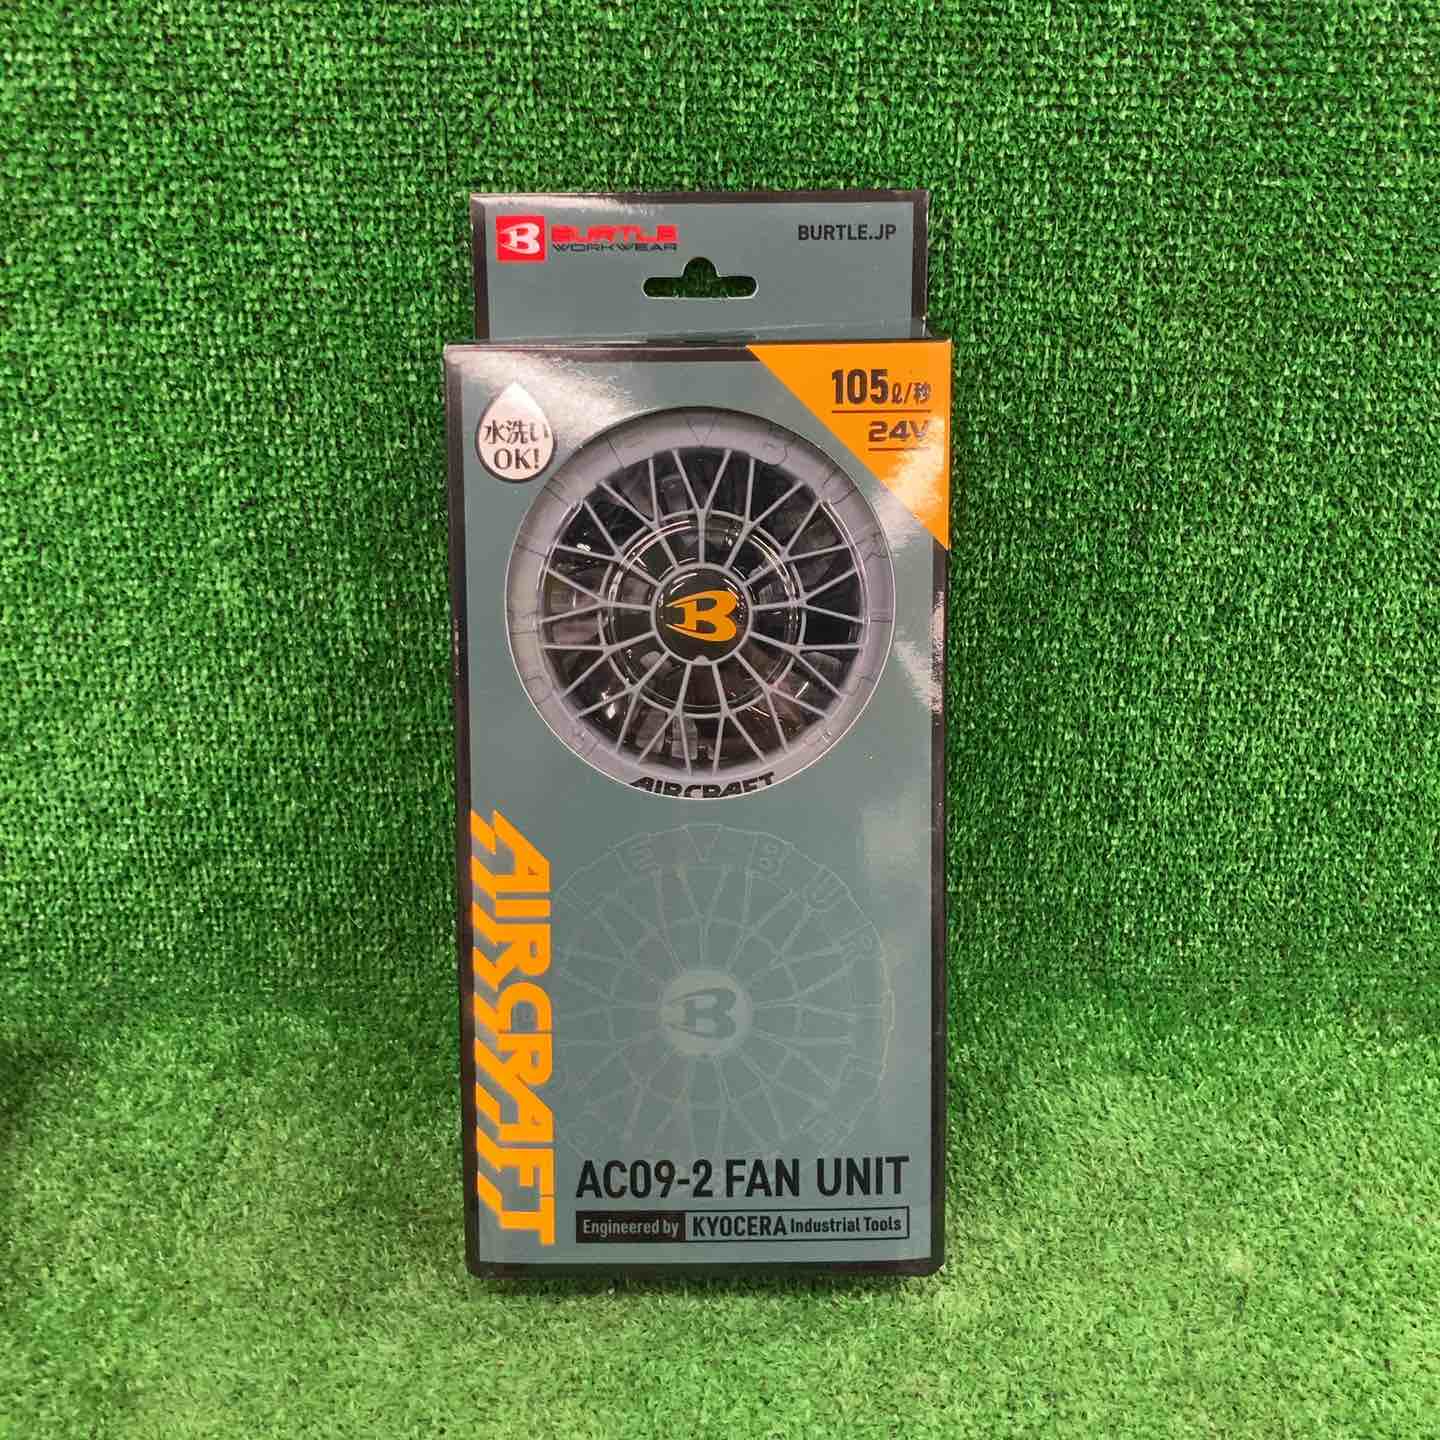 B BURTLE
WORKWEAR
BURTLE.JP
水洗い
OK!
105ℓ/秒
24V
B
AIRCRAFT
AIRCRAFT
LEYBURTLE
B
AC09-2 FAN UNIT
Engineered by KYOCERA Industrial Tools